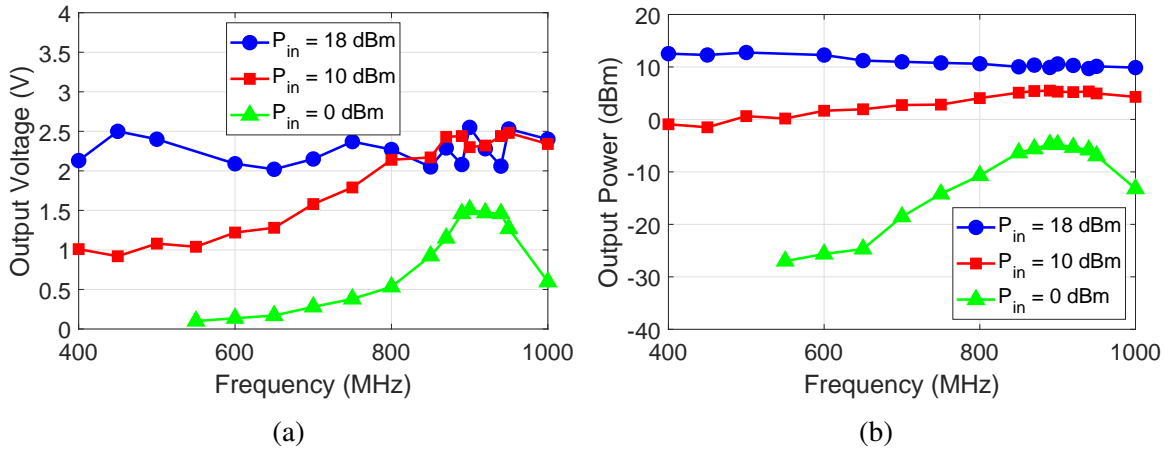 4
3.5
3
2.5
2
1.5
1
0.5
0
Output Voltage (V)
P_in = 18 dBm
P_in = 10 dBm
P_in = 0 dBm
400
600
800
1000
Frequency (MHz)
(a)
20
10
0
-10
-20
-30
-40
Output Power (dBm)
P_in = 18 dBm
P_in = 10 dBm
P_in = 0 dBm
400
600
800
1000
Frequency (MHz)
(b)